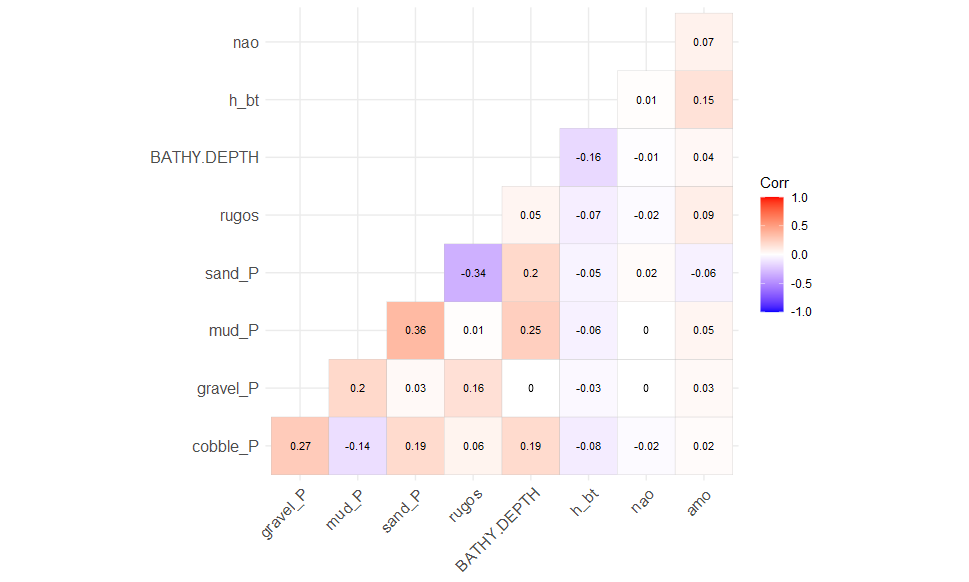 nao 0.07
h_bt 0.01 0.15
BATHY.DEPTH -0.16 -0.01 0.04
rugos 0.05 -0.07 -0.02 0.09
sand_P -0.34 0.2 -0.05 0.02 -0.06
mud_P 0.36 0.01 0.25 -0.06 0 0.05
gravel_P 0.2 0.03 0.16 0 -0.03 0 0.03
cobble_P 0.27 -0.14 0.19 0.06 0.19 -0.08 -0.02 0.02
gravel_P mud_P sand_P rugos BATHY.DEPTH h_bt nao amo
Corr
1.0
0.5
0.0
-0.5
-1.0